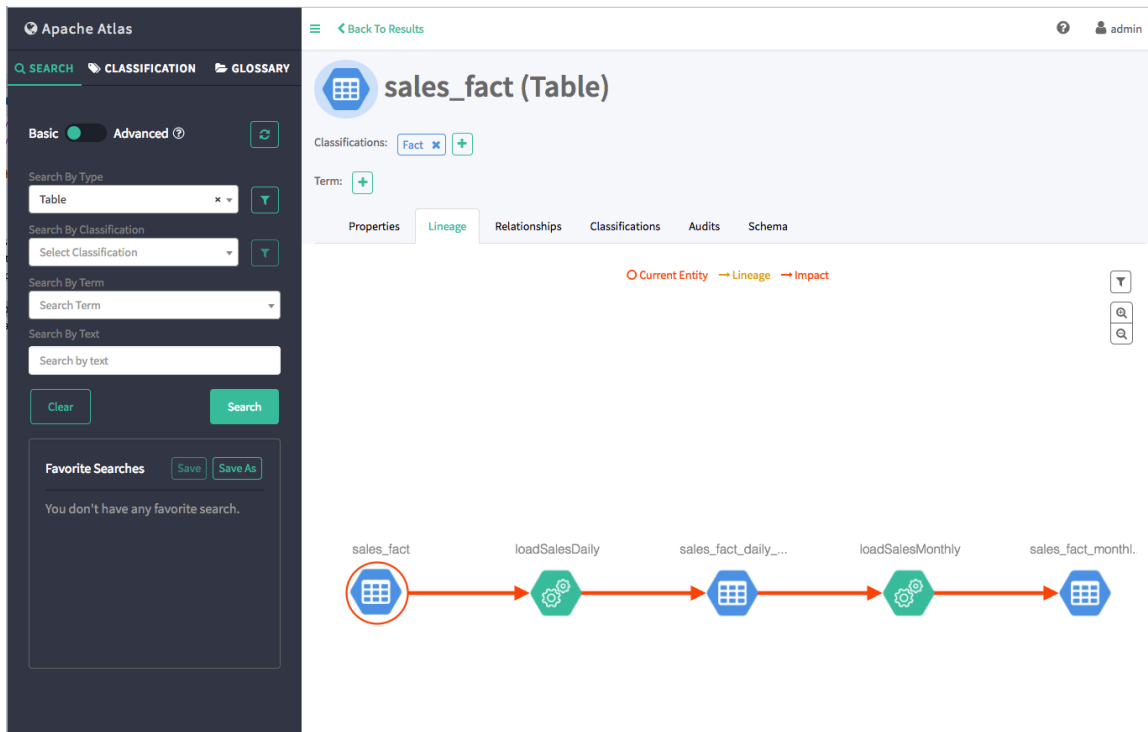 Apache Atlas
Back To Results
admin
SEARCH CLASSIFICATION GLOSSARY
sales_fact (Table)
Basic Advanced
Classifications: Fact
Term:
Search By Type
Table
Search By Classification
Select Classification
Search By Term
Search Term
Search By Text
Search by text
Clear Search
Favorite Searches Save Save As
You don't have any favorite search.
Properties Lineage Relationships Classifications Audits Schema
Current Entity Lineage Impact
sales_fact loadSalesDaily sales_fact_daily_... loadSalesMonthly sales_fact_monthl..